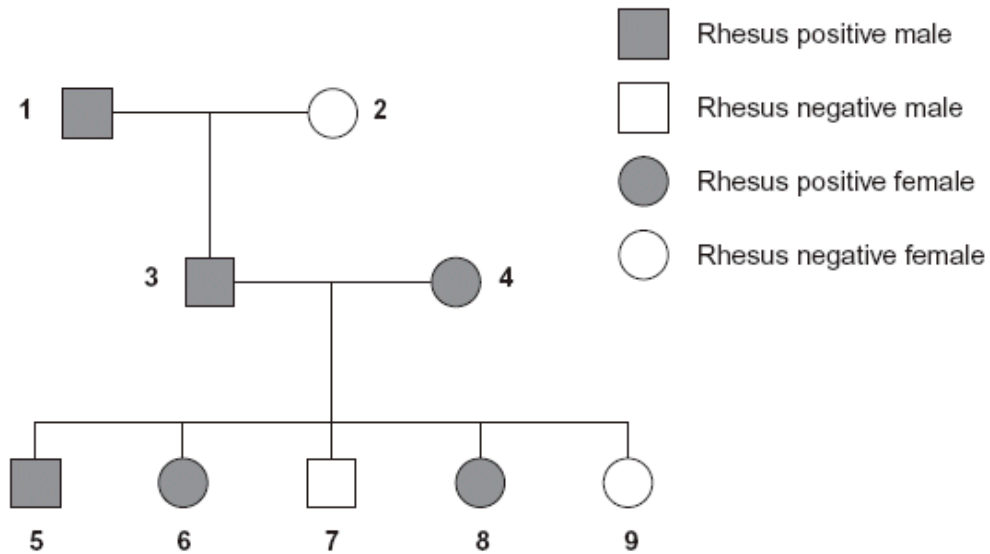 Rhesus positive male
Rhesus negative male
Rhesus positive female
Rhesus negative female
1
2
3
4
5 6 7 8 9